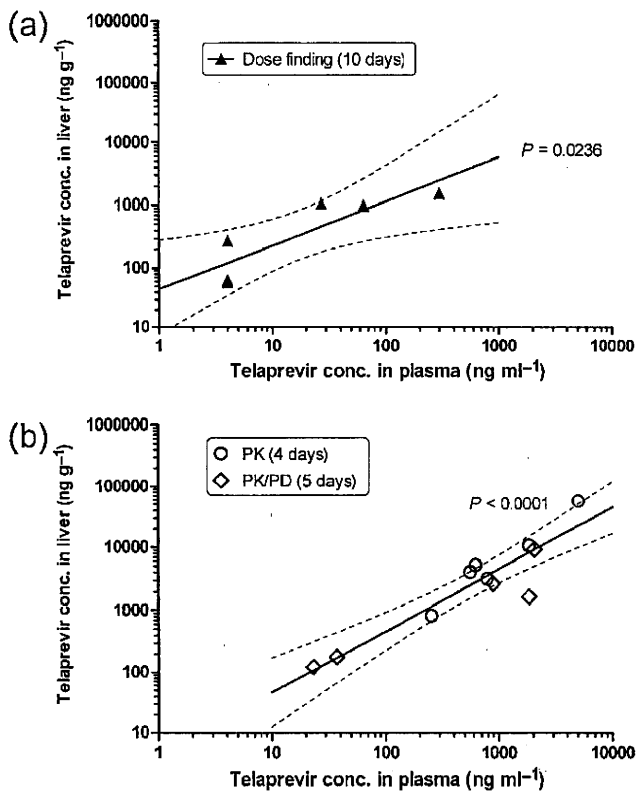 (a)
1000000
100000
10000
1000
100
10
Telaprevir conc. in liver (ng g–1)
Dose finding (10 days)
P = 0.0236
1 10 100 1000 10000
Telaprevir conc. in plasma (ng ml–1)
(b)
1000000
100000
10000
1000
100
10
Telaprevir conc. in liver (ng g–1)
PK (4 days)
PK/PD (5 days)
P < 0.0001
1 10 100 1000 10000
Telaprevir conc. in plasma (ng ml–1)